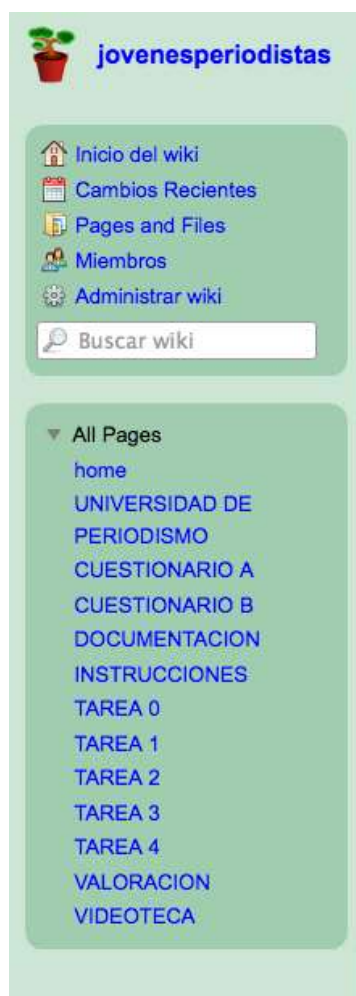 jovenesperiodistas
Inicio del wiki
Cambios Recientes
Pages and Files
Miembros
Administrar wiki
Buscar wiki
All Pages
home
UNIVERSIDAD DE
PERIODISMO
CUESTIONARIO A
CUESTIONARIO B
DOCUMENTACION
INSTRUCCIONES
TAREA 0
TAREA 1
TAREA 2
TAREA 3
TAREA 4
VALORACION
VIDEOTECA